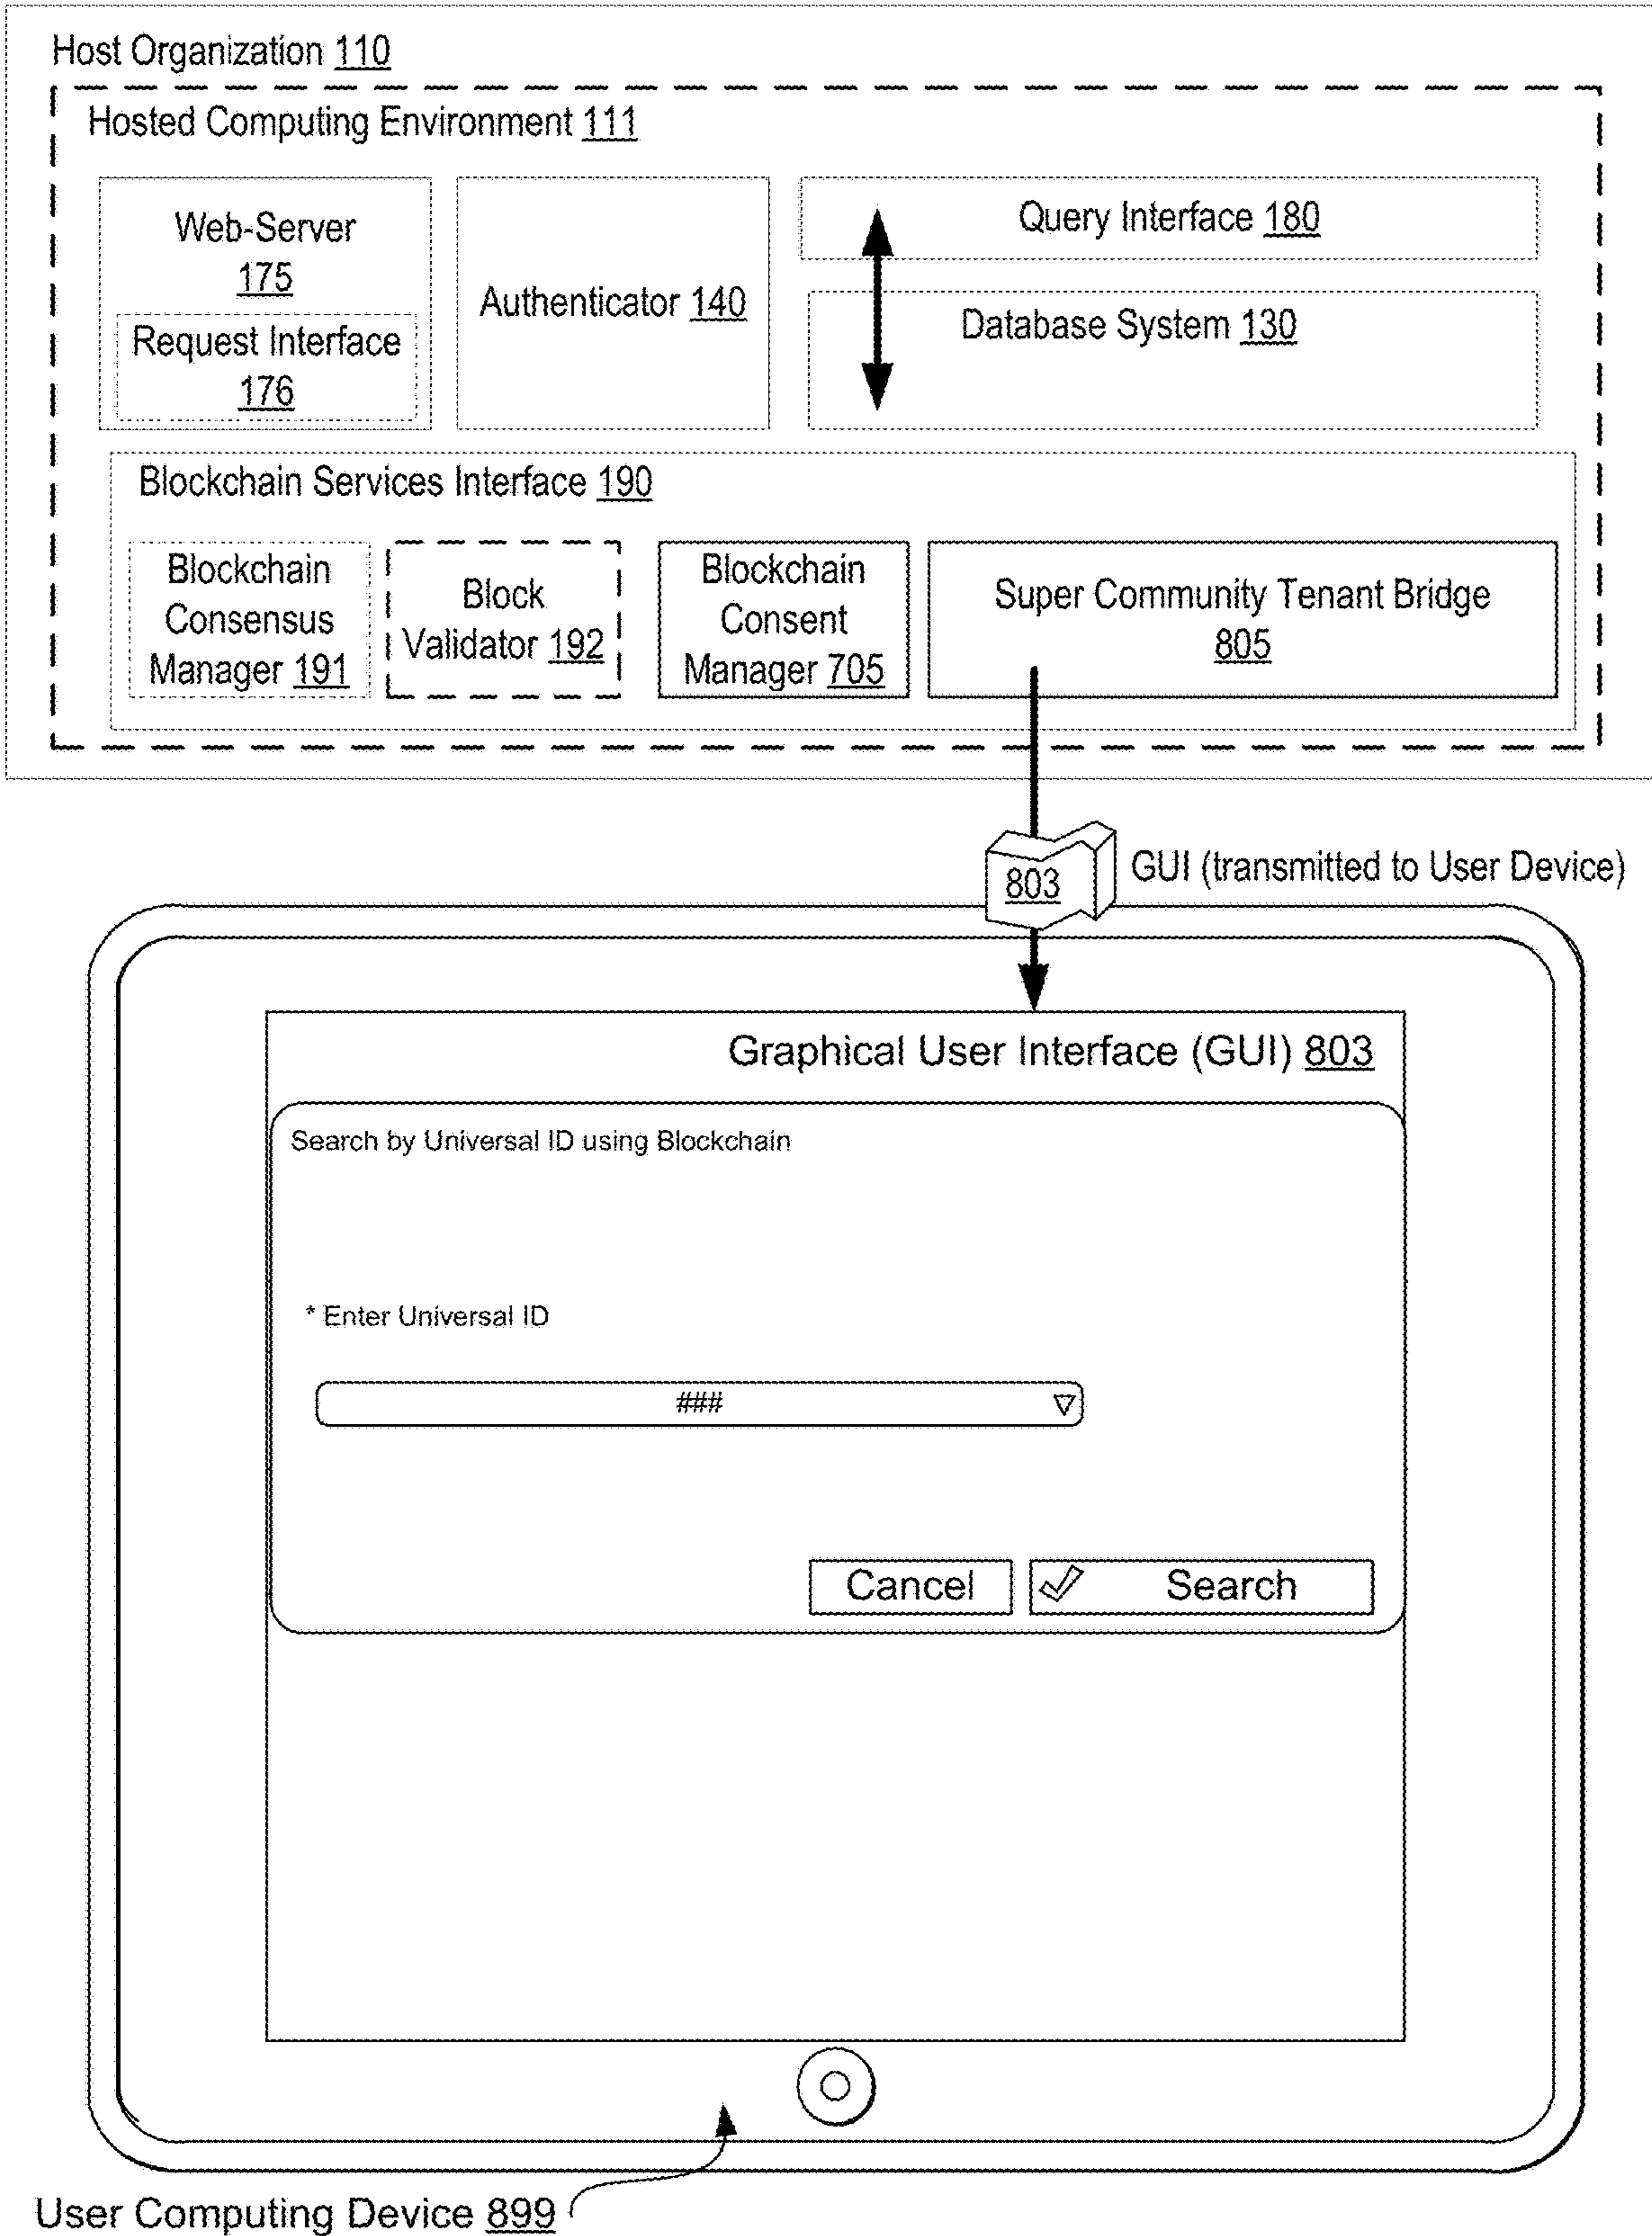 Host Organization 110
Hosted Computing Environment 111
Web-Server
175
Request Interface
176
Authenticator 140
Query Interface 180
Database System 130
Blockchain Services Interface 190
Blockchain
Consensus
Manager 191
Block
Validator 192
Blockchain
Consent
Manager 705
Super Community Tenant Bridge
805
803
GUI (transmitted to User Device)
Graphical User Interface (GUI) 803
Search by Universal ID using Blockchain
* Enter Universal ID
###
Cancel
Search
User Computing Device 899